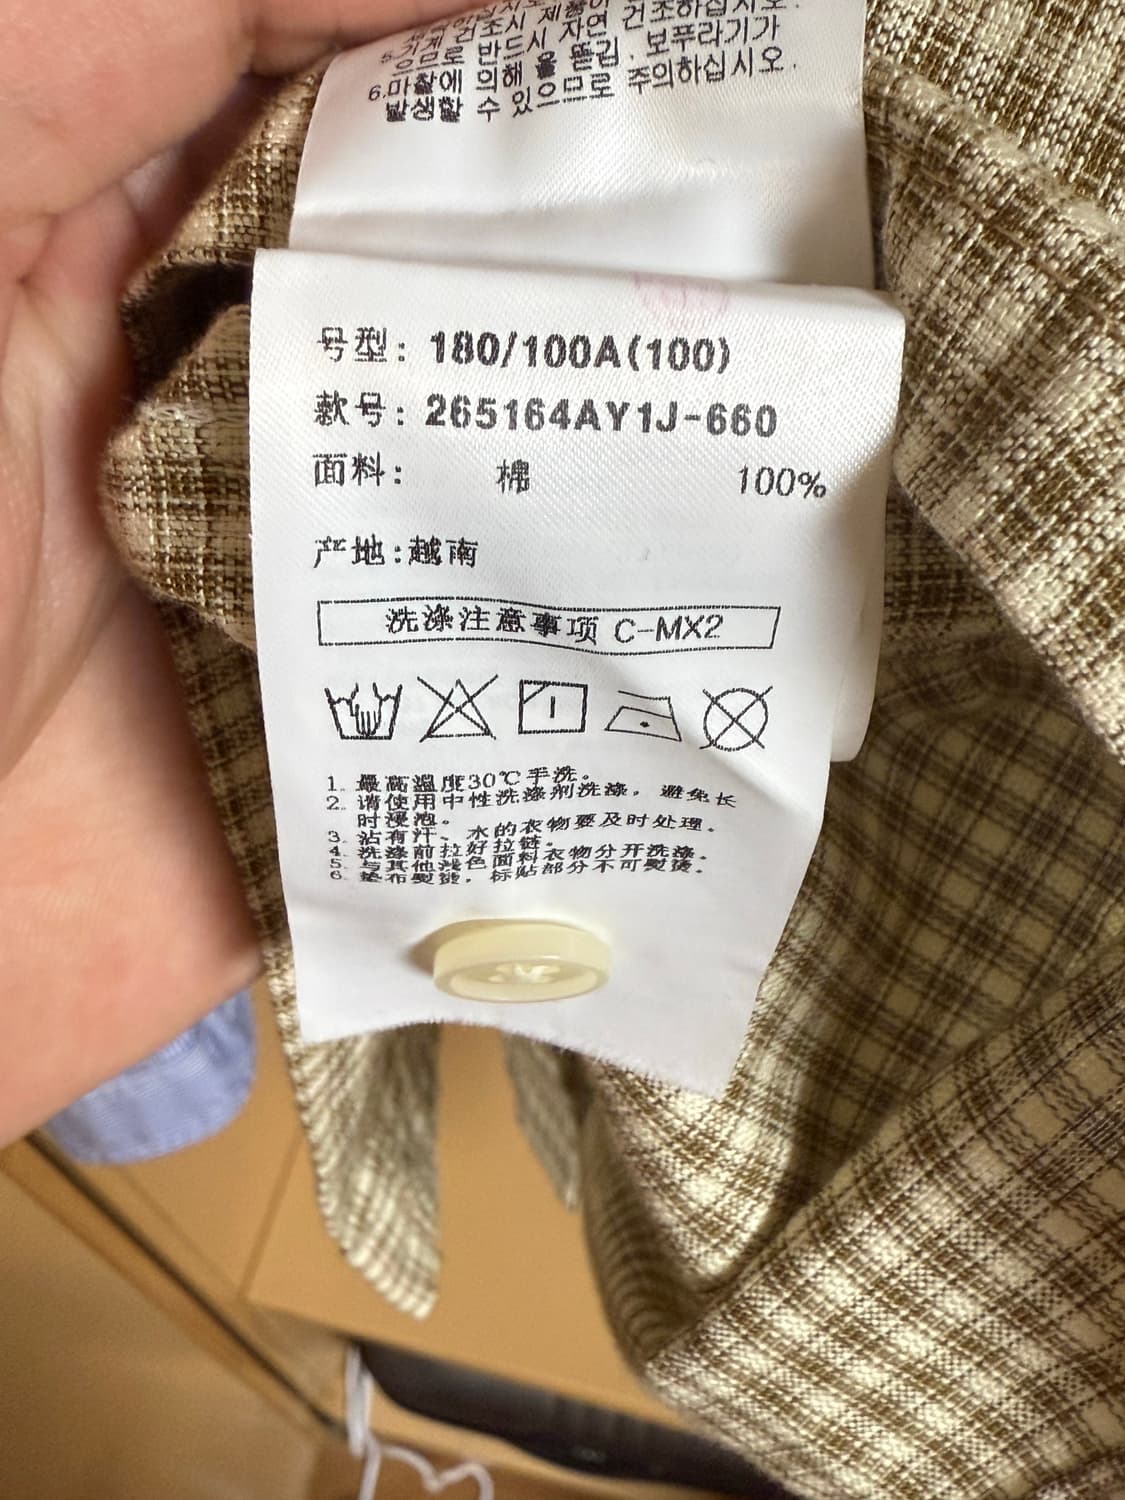 5.기계 건조시 제품이
으므로 반드시 자연 건조하십시오.
6.마찰에 의해 올 뜯김, 보푸라기가
발생할 수 있으므로 주의하십시오.
号型: 180/100A(100)
款号: 265164AY1J-660
面料: 棉 100%
产地:越南
洗涤注意事项 C-MX2
1. 最高温度30℃手洗。
2. 请使用中性洗涤剂洗涤，避免长
时浸泡。
3. 沾有汗、水的衣物要及时处理。
4. 洗涤前拉好拉链。
5. 与其他浅色面料衣物分开洗涤。
6. 垫布熨烫，标贴部分不可熨烫。